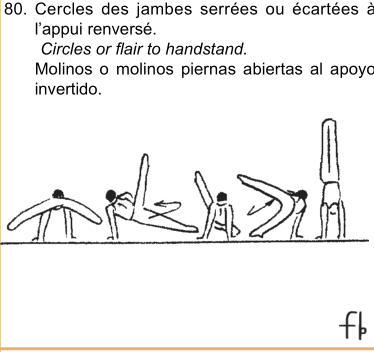 80. Cercles des jambes serrées ou écartées à
l'appui renversé.
Circles or flair to handstand.
Molinos o molinos piernas abiertas al apoyo
invertido.